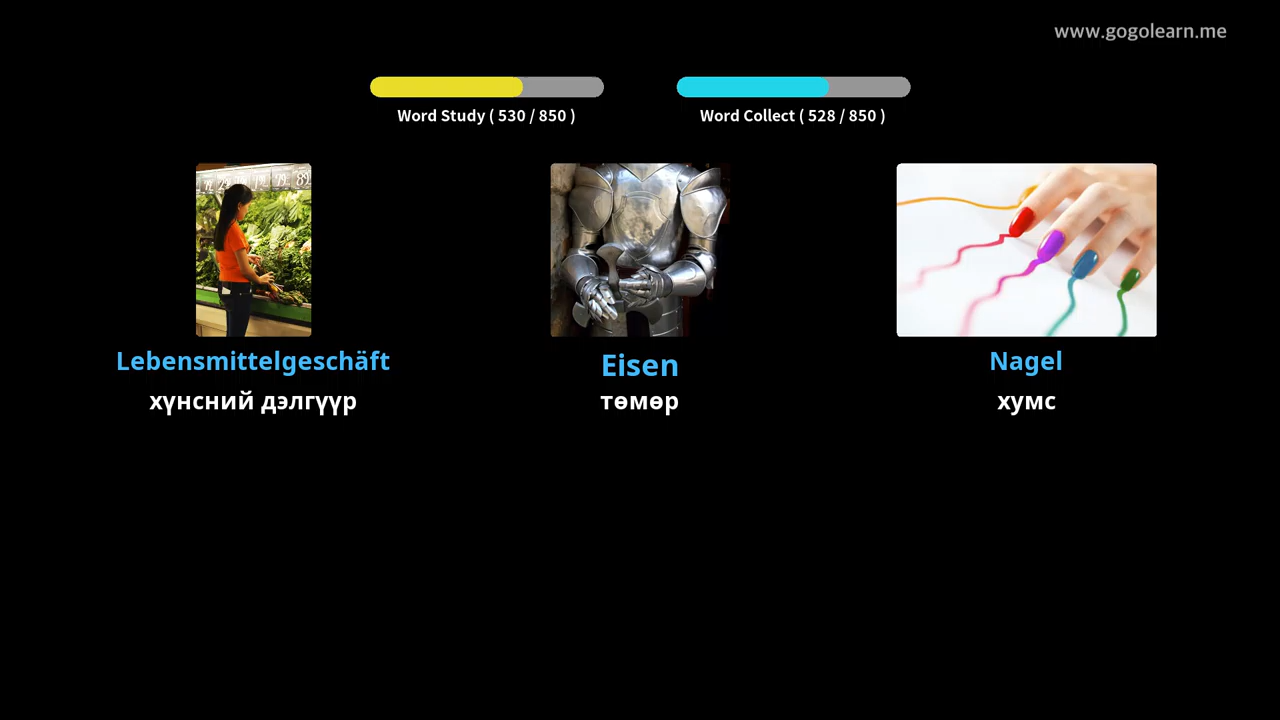 www.gogolearn.me
Word Study ( 530 / 850 )
Word Collect ( 528 / 850 )
Lebensmittelgeschäft
хүнсний дэлгүүр
Eisen
төмөр
Nagel
хумс